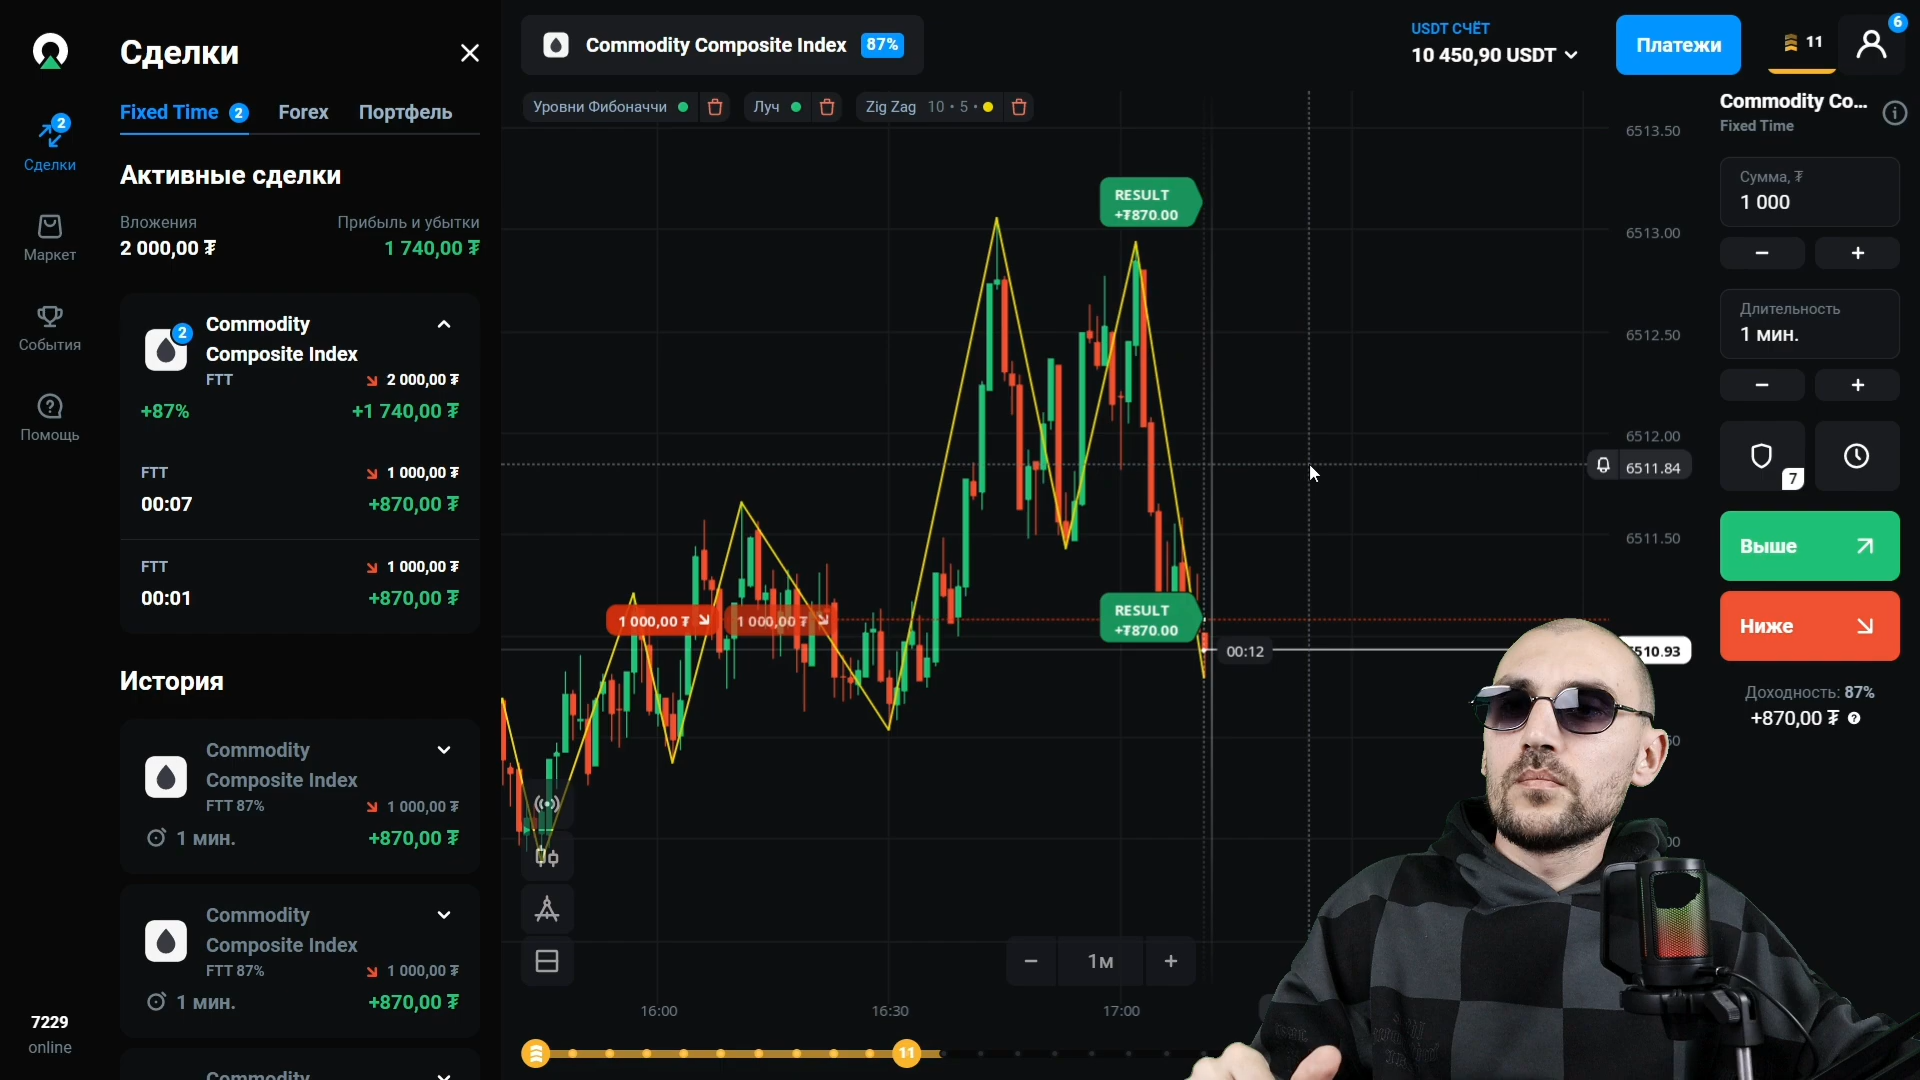 Сделки
Fixed Time 2
Forex
Портфель
Активные сделки
Вложения
Прибыль и убытки
2 000,00 ₮
1 740,00 ₮
2
Commodity
Composite Index
FTT
2 000,00 ₮
+87%
+1 740,00 ₮
FTT
1 000,00 ₮
00:07
+870,00 ₮
FTT
1 000,00 ₮
00:01
+870,00 ₮
История
Commodity
Composite Index
FTT 87%
1 000,00 ₮
1 мин.
+870,00 ₮
Commodity
Composite Index
FTT 87%
1 000,00 ₮
1 мин.
+870,00 ₮
Commodity
2
Сделки
Маркет
События
Помощь
7229
online
Commodity Composite Index 87%
USDT СЧЁТ
10 450,90 USDT
Платежи
11
6
Уровни Фибоначчи
Луч
Zig Zag 10 • 5 •
RESULT
+₮870.00
1 000,00 ₮
1 000,00 ₮
RESULT
+₮870.00
00:12
6513.50
6513.00
6512.50
6512.00
6511.84
6511.50
510.93
1м
16:00
16:30
17:00
11
Commodity Co...
Fixed Time
Сумма, ₮
1 000
Длительность
1 мин.
7
Выше
Ниже
Доходность: 87%
+870,00 ₮